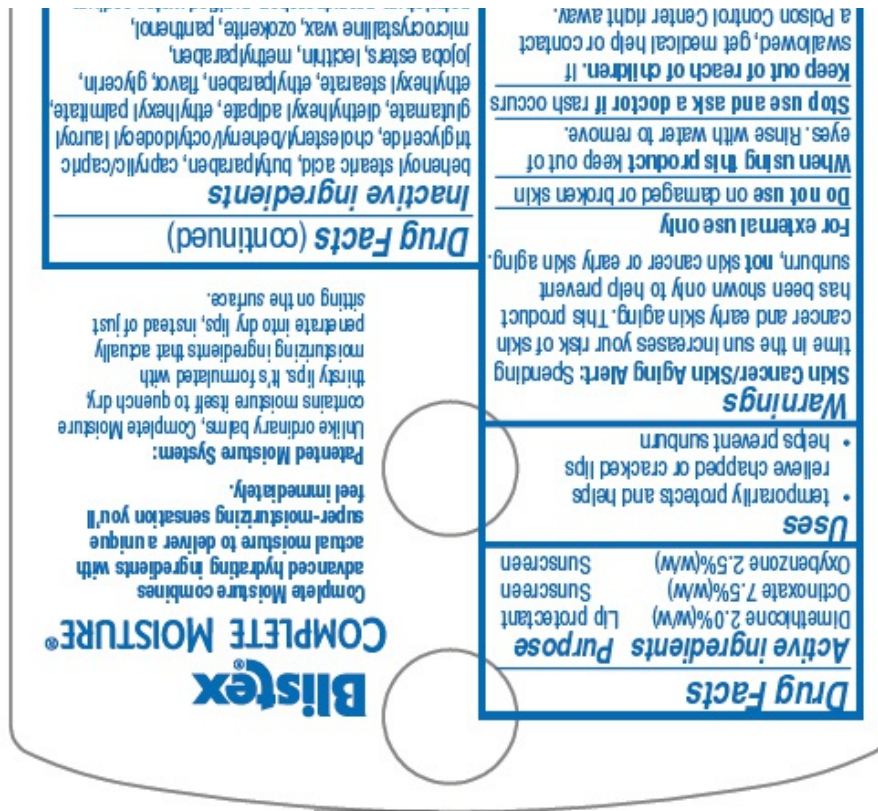 Drug Facts
Active ingredients Purpose
Dimethicone 2.0%(w/w) Lip protectant
Octinoxate 7.5%(w/w) Sunscreen
Oxybenzone 2.5%(w/w) Sunscreen
Uses
• temporarily protects and helps
relieve chapped or cracked lips
• helps prevent sunburn
Warnings
Skin Cancer/Skin Aging Alert: Spending
time in the sun increases your risk of skin
cancer and early skin aging. This product
has been shown only to help prevent
sunburn, not skin cancer or early skin aging.
For external use only
Do not use on damaged or broken skin
When using this product keep out of
eyes. Rinse with water to remove.
Stop use and ask a doctor if rash occurs
Keep out of reach of children. If
swallowed, get medical help or contact
a Poison Control Center right away.
Blistex®
COMPLETE MOISTURE®
Complete Moisture combines
advanced hydrating ingredients with
actual moisture to deliver a unique
super-moisturizing sensation you'll
feel immediately.
Patented Moisture System:
Unlike ordinary balms, Complete Moisture
contains moisture itself to quench dry,
thirsty lips. It's formulated with
moisturizing ingredients that actually
penetrate into dry lips, instead of just
sitting on the surface.
Drug Facts (continued)
Inactive ingredients
behenoyl stearic acid, butylparaben, caprylic/capric
triglyceride, cholesteryl/behenyl/octyldodecyl lauroyl
glutamate, diethylhexyl adipate, ethylhexyl palmitate,
ethylhexyl stearate, ethylparaben, flavor, glycerin,
jojoba esters, lecithin, methylparaben,
microcrystalline wax, ozokerite, panthenol,